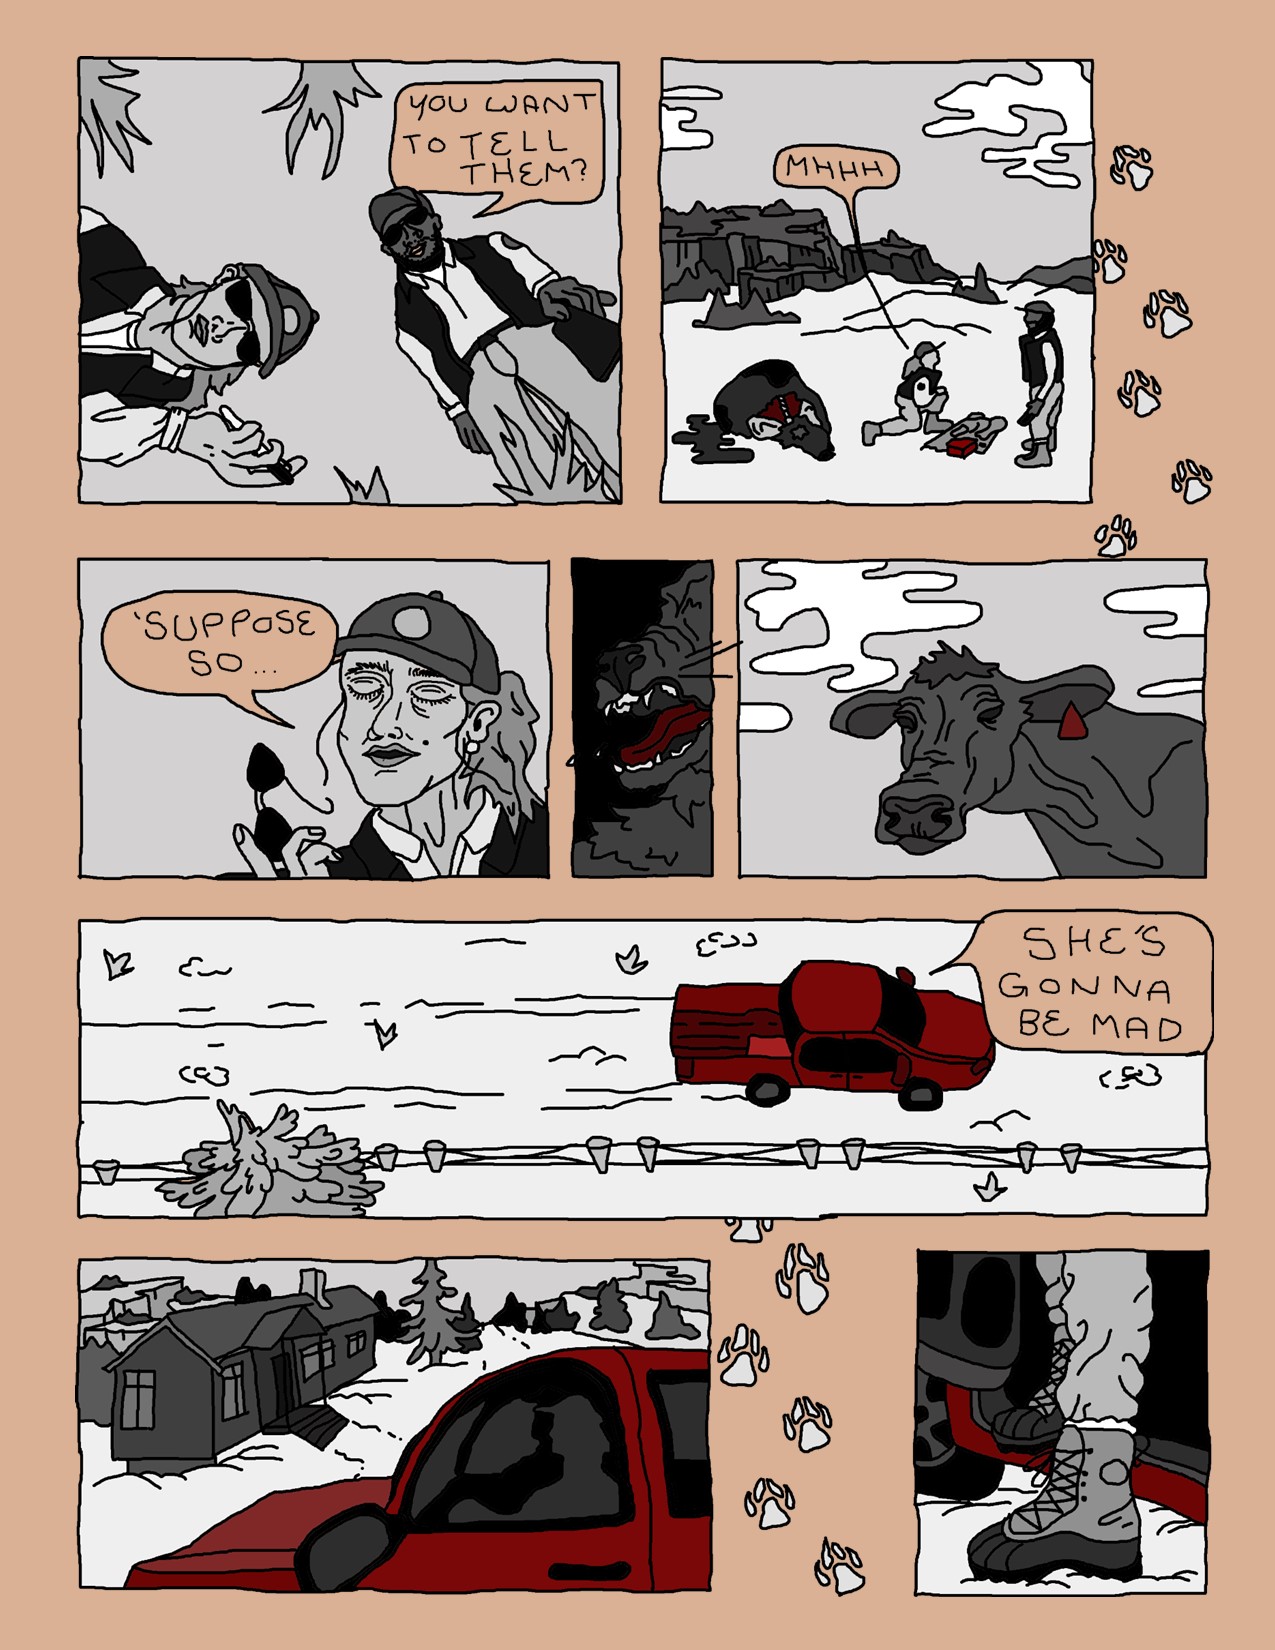 YOU WANT
TO TELL
THEM?
MHHH
'SUPPOSE
SO...
SHE'S
GONNA
BE MAD